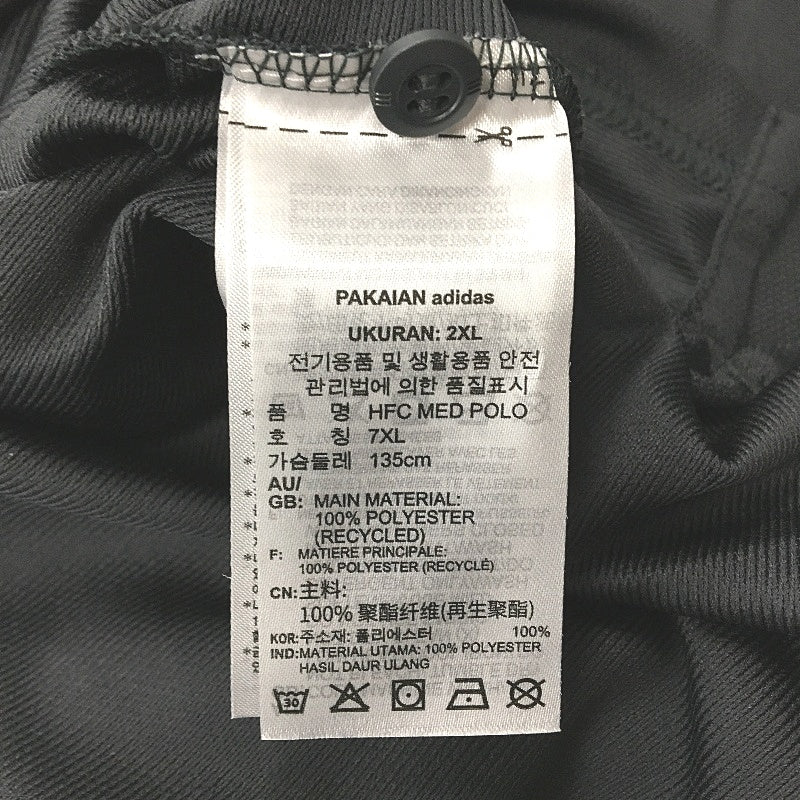 PAKAIAN adidas
UKURAN: 2XL
전기용품 및 생활용품 안전
관리법에 의한 품질표시
품 명 HFC MED POLO
호 칭 7XL
가슴둘레 135cm
AU/
GB: MAIN MATERIAL:
100% POLYESTER
(RECYCLED)
F: MATIERE PRINCIPALE:
100% POLYESTER (RECYCLÉ)
CN:主料:
100% 聚酯纤维(再生聚酯)
KOR:주소재: 폴리에스터 100%
IND:MATERIAL UTAMA: 100% POLYESTER
HASIL DAUR ULANG
30